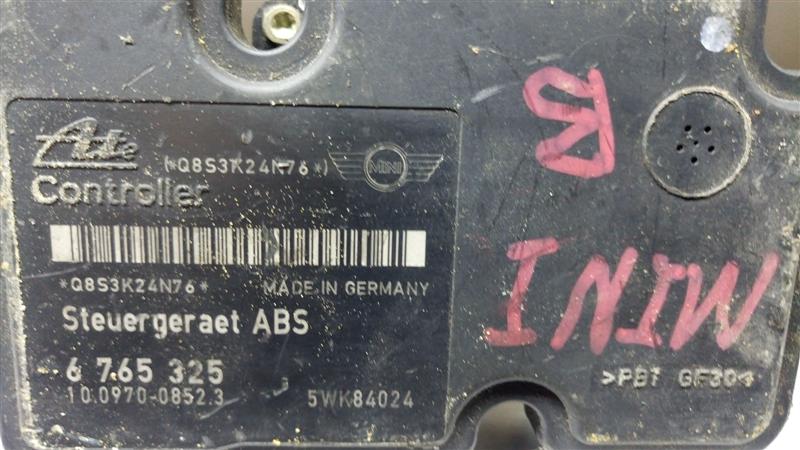 Ate (*Q8S3K24N76*) MINI
Controller
*Q8S3K24N76* MADE IN GERMANY
Steuergeraet ABS
6 765 325
10.0970-0852.3 5WK84024
B
MINI
>PBT GF30<